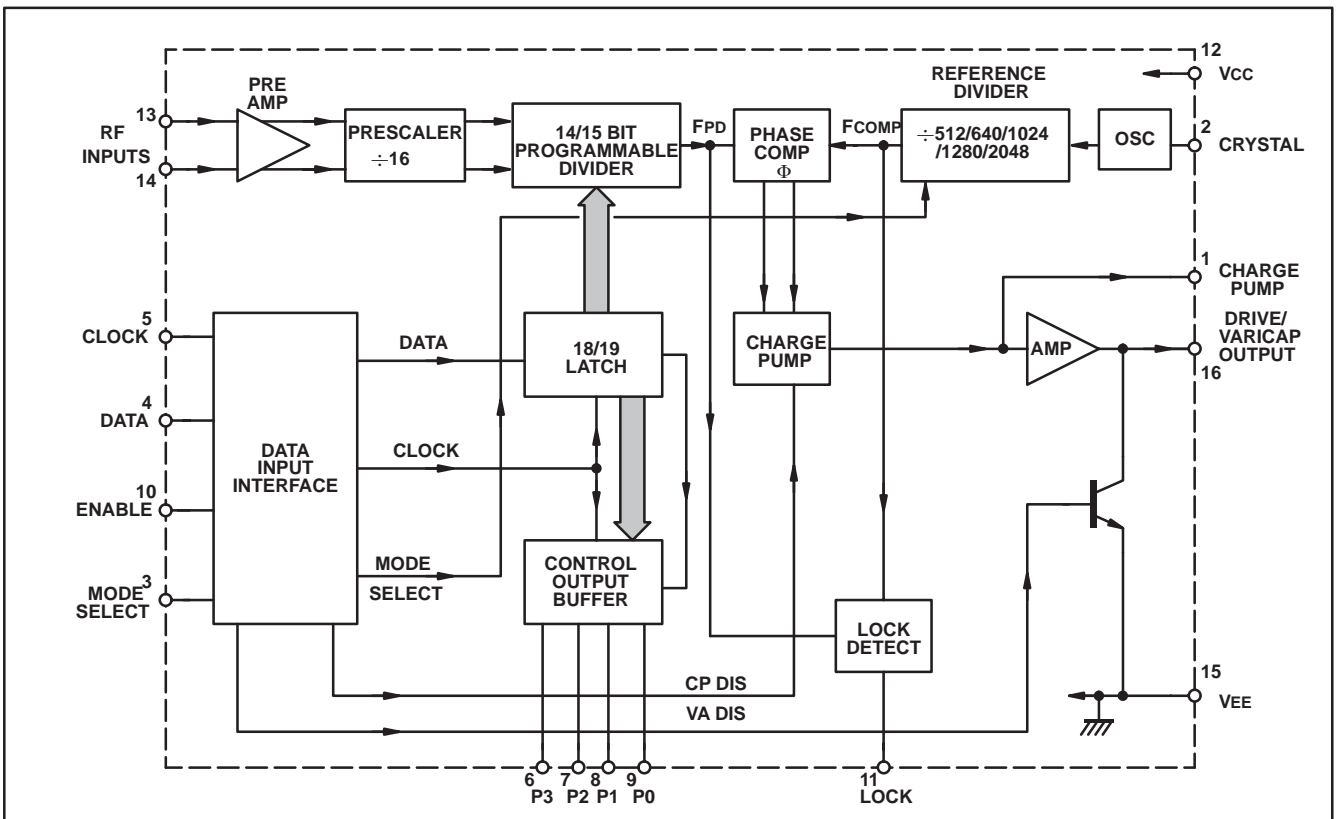 12
VCC
PRE
AMP
REFERENCE
DIVIDER
13
RF
INPUTS
14
PRESCALER
÷16
14/15 BIT
PROGRAMMABLE
DIVIDER
FPD
PHASE
COMP
Φ
FCOMP
÷512/640/1024
/1280/2048
OSC
2
CRYSTAL
1
CHARGE
PUMP
5
CLOCK
DATA
18/19
LATCH
CHARGE
PUMP
AMP
DRIVE/
VARICAP
OUTPUT
16
4
DATA
DATA
INPUT
INTERFACE
CLOCK
10
ENABLE
MODE
SELECT
CONTROL
OUTPUT
BUFFER
3
MODE
SELECT
LOCK
DETECT
CP DIS
VA DIS
15
VEE
6
P3
7
P2
8
P1
9
P0
11
LOCK